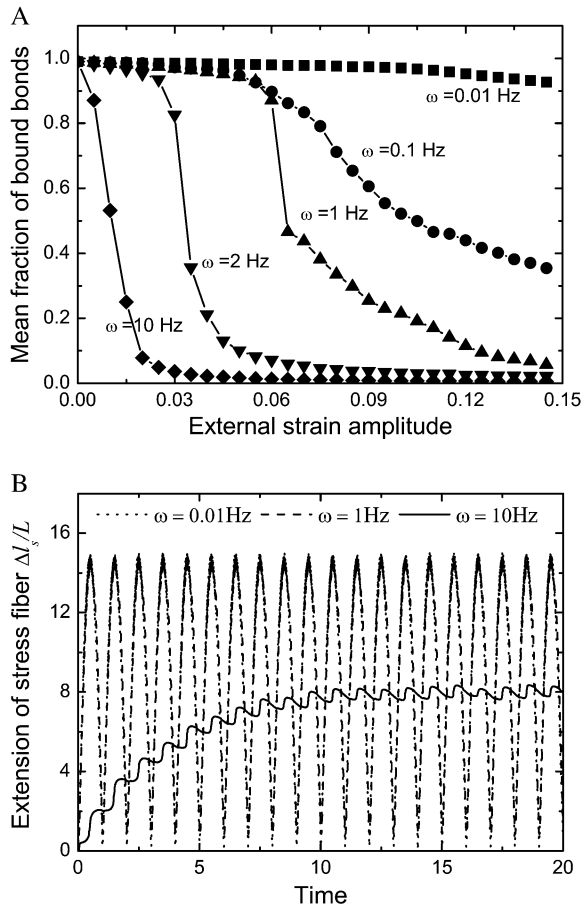 A
Mean fraction of bound bonds
1.0
0.8
0.6
0.4
0.2
0.0
ω =0.01 Hz
ω =0.1 Hz
ω =1 Hz
ω =2 Hz
ω =10 Hz
0.00 0.03 0.06 0.09 0.12 0.15
External strain amplitude
B
Extension of stress fiber Δl_s/L
16
12
8
4
0
ω = 0.01Hz ω = 1Hz ω = 10Hz
0 5 10 15 20
Time